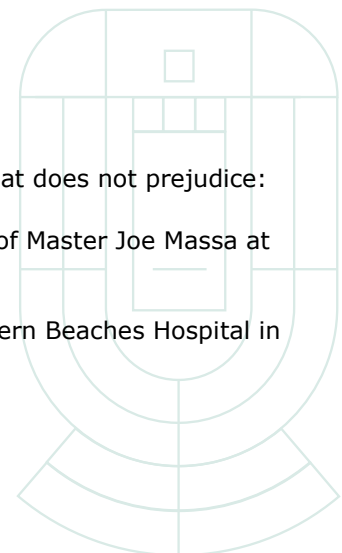 at does not prejudice:
of Master Joe Massa at
ern Beaches Hospital in